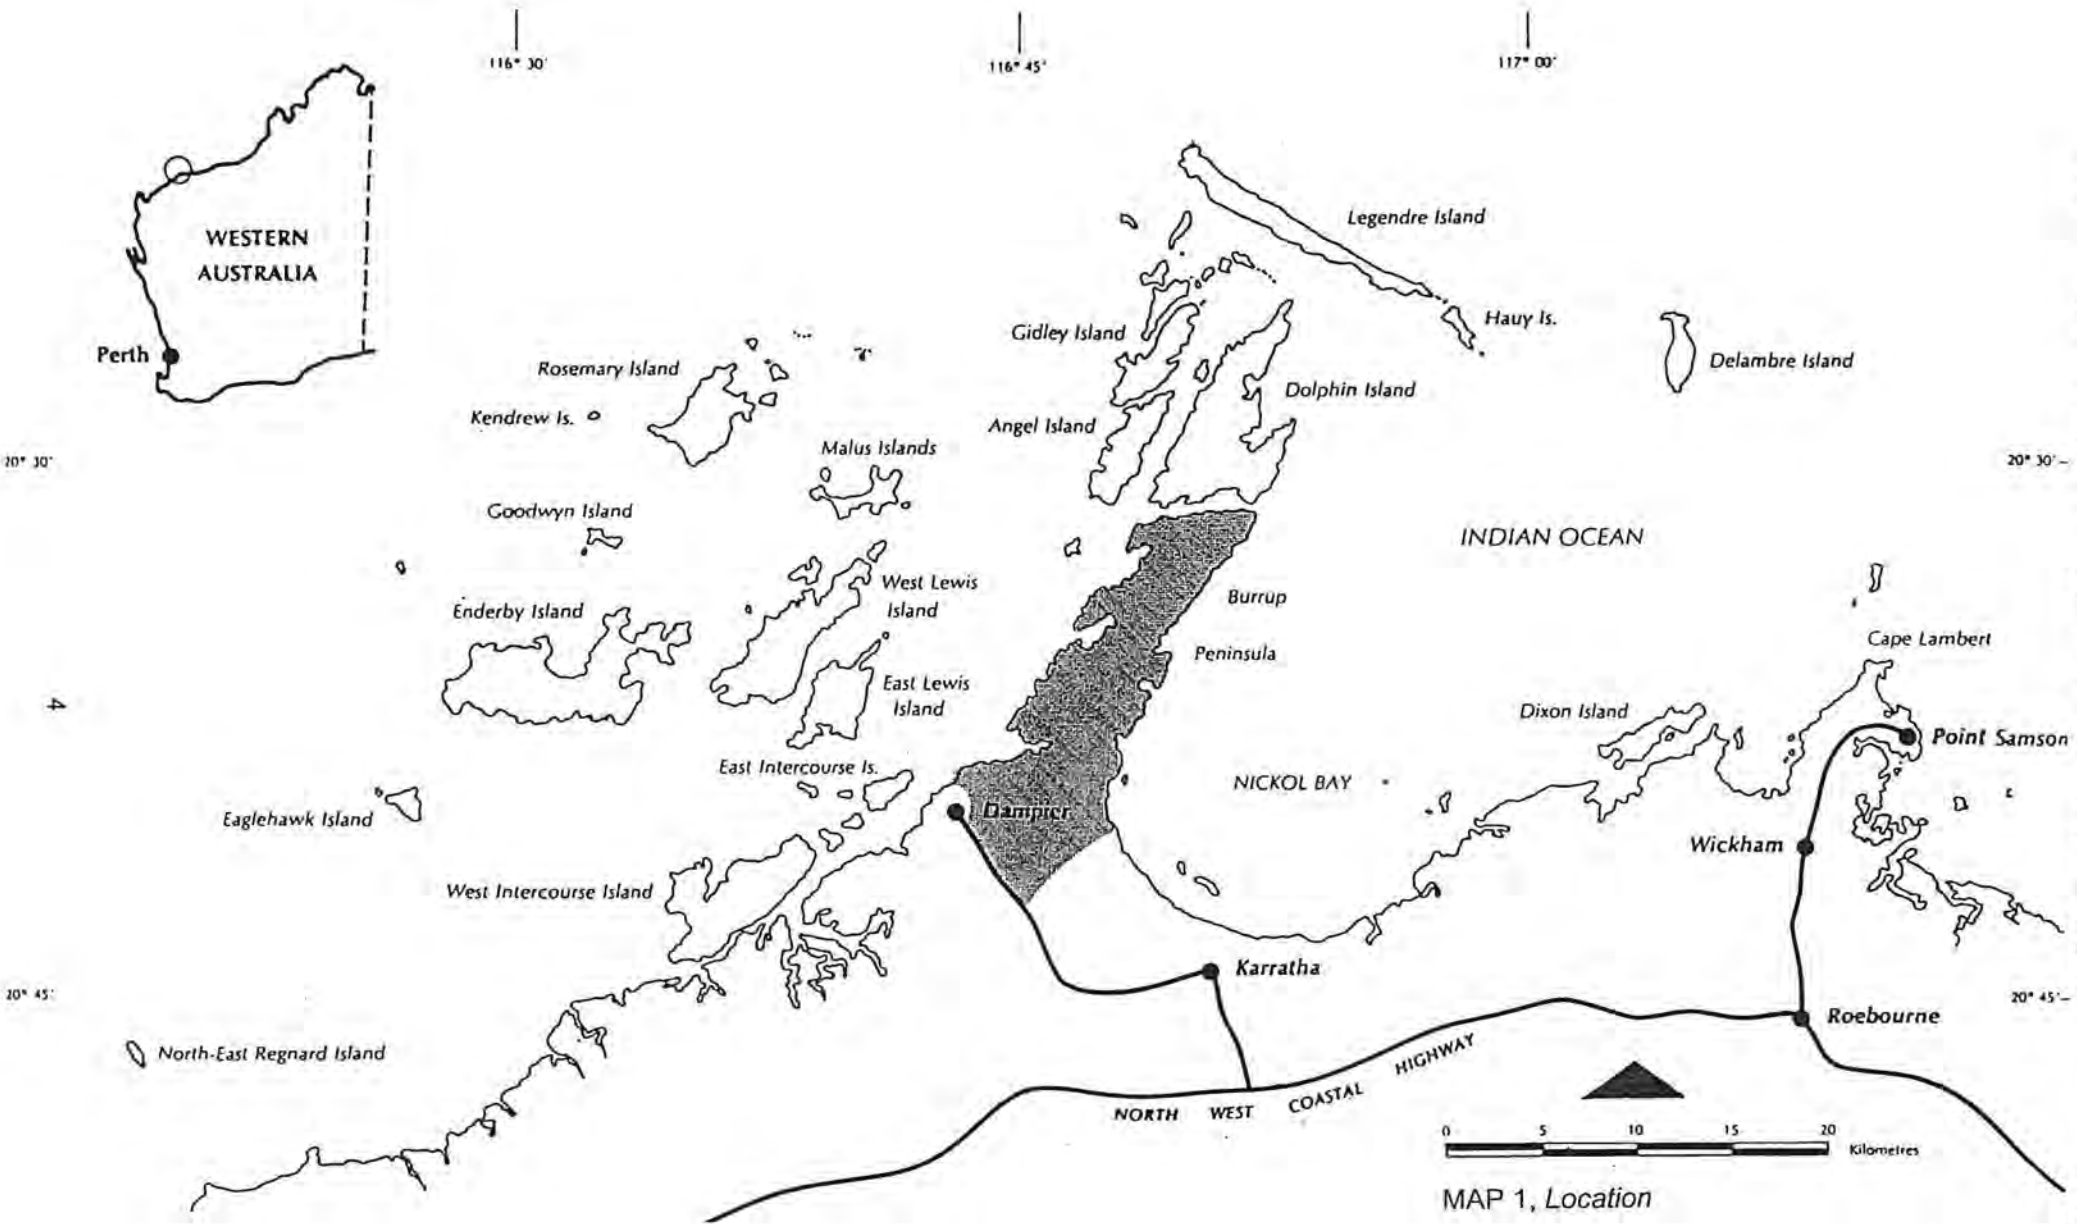 116° 30'
116° 45'
117° 00'
WESTERN
AUSTRALIA
Perth
Legendre Island
Hauy Is.
Delambre Island
Gidley Island
Rosemary Island
Kendrew Is.
Dolphin Island
Angel Island
Malus Islands
20° 30'
20° 30'
Goodwyn Island
INDIAN OCEAN
Enderby Island
West Lewis
Island
Burrup
Peninsula
Cape Lambert
East Lewis
Island
4
Dixon Island
Point Samson
East Intercourse Is.
NICKOL BAY
Eaglehawk Island
Dampier
Wickham
West Intercourse Island
Karratha
20° 45'
20° 45'
Roebourne
North-East Regnard Island
NORTH WEST COASTAL HIGHWAY
0 5 10 15 20
Kilometres
MAP 1, Location